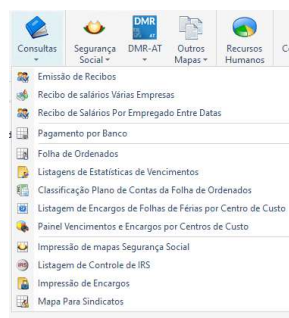 DMR
AT
Consultas
Segurança
Social
DMR-AT
Outros
Mapas
Recursos
Humanos
Emissão de Recibos
Recibo de salários Várias Empresas
Recibo de Salários Por Empregado Entre Datas
Pagamento por Banco
Folha de Ordenados
Listagens de Estatísticas de Vencimentos
Classificação Plano de Contas da Folha de Ordenados
Listagem de Encargos de Folhas de Férias por Centro de Custo
Painel Vencimentos e Encargos por Centros de Custo
Impressão de mapas Segurança Social
Listagem de Controle de IRS
Impressão de Encargos
Mapa Para Sindicatos